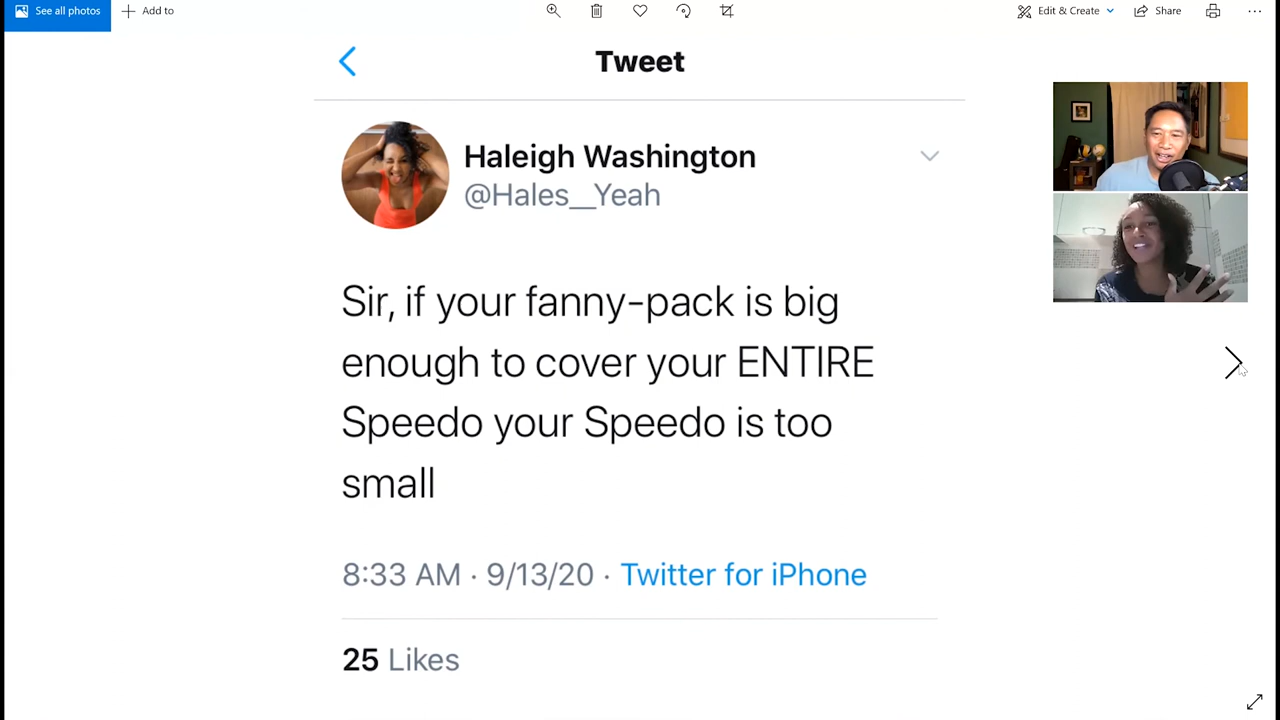 See all photos
Add to
Edit & Create
Share
Tweet
Haleigh Washington
@Hales__Yeah
Sir, if your fanny-pack is big
enough to cover your ENTIRE
Speedo your Speedo is too
small
8:33 AM · 9/13/20 · Twitter for iPhone
25 Likes